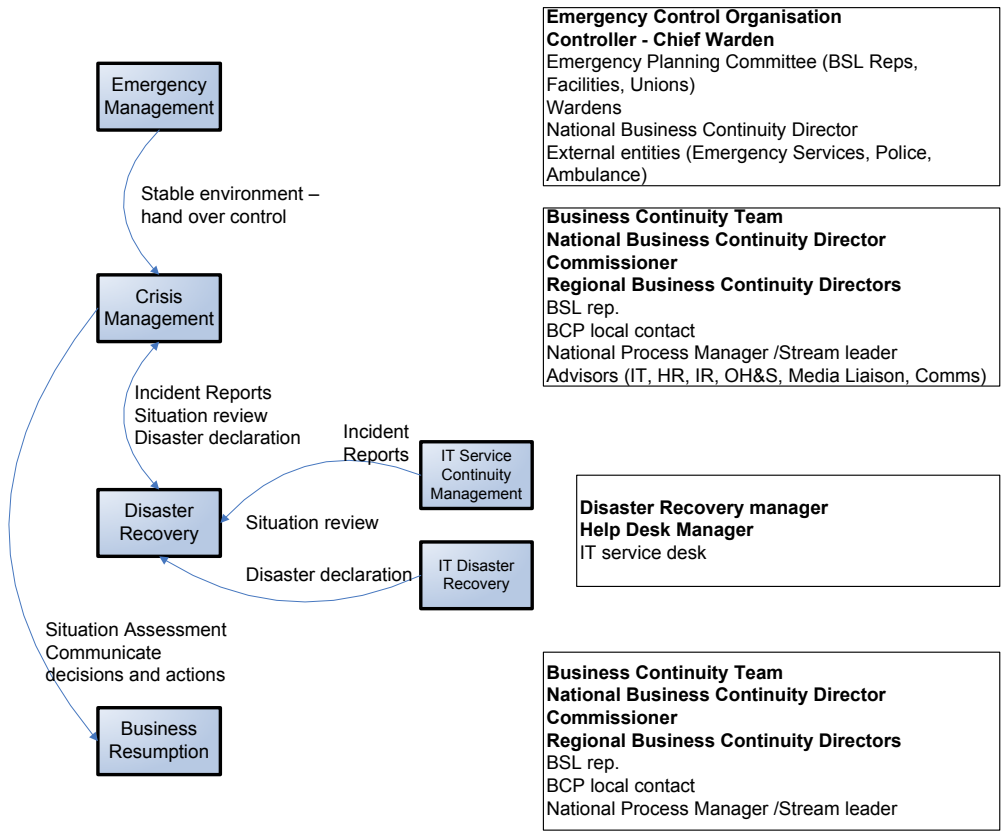 Emergency Control Organisation
Controller - Chief Warden
Emergency Planning Committee (BSL Reps,
Facilities, Unions)
Wardens
National Business Continuity Director
External entities (Emergency Services, Police,
Ambulance)
Emergency
Management
Stable environment –
hand over control
Business Continuity Team
National Business Continuity Director
Commissioner
Regional Business Continuity Directors
BSL rep.
BCP local contact
National Process Manager /Stream leader
Advisors (IT, HR, IR, OH&S, Media Liaison, Comms)
Crisis
Management
Incident Reports
Situation review
Disaster declaration
Incident
Reports
IT Service
Continuity
Management
Disaster
Recovery
Situation review
Disaster declaration
IT Disaster
Recovery
Disaster Recovery manager
Help Desk Manager
IT service desk
Situation Assessment
Communicate
decisions and actions
Business
Resumption
Business Continuity Team
National Business Continuity Director
Commissioner
Regional Business Continuity Directors
BSL rep.
BCP local contact
National Process Manager /Stream leader